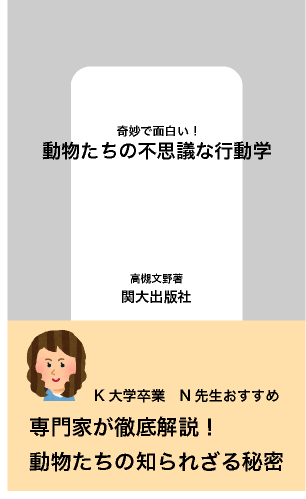 奇妙で面白い！
動物たちの不思議な行動学
高槻文野著
関大出版社
K大学卒業　N先生おすすめ
専門家が徹底解説！
動物たちの知られざる秘密